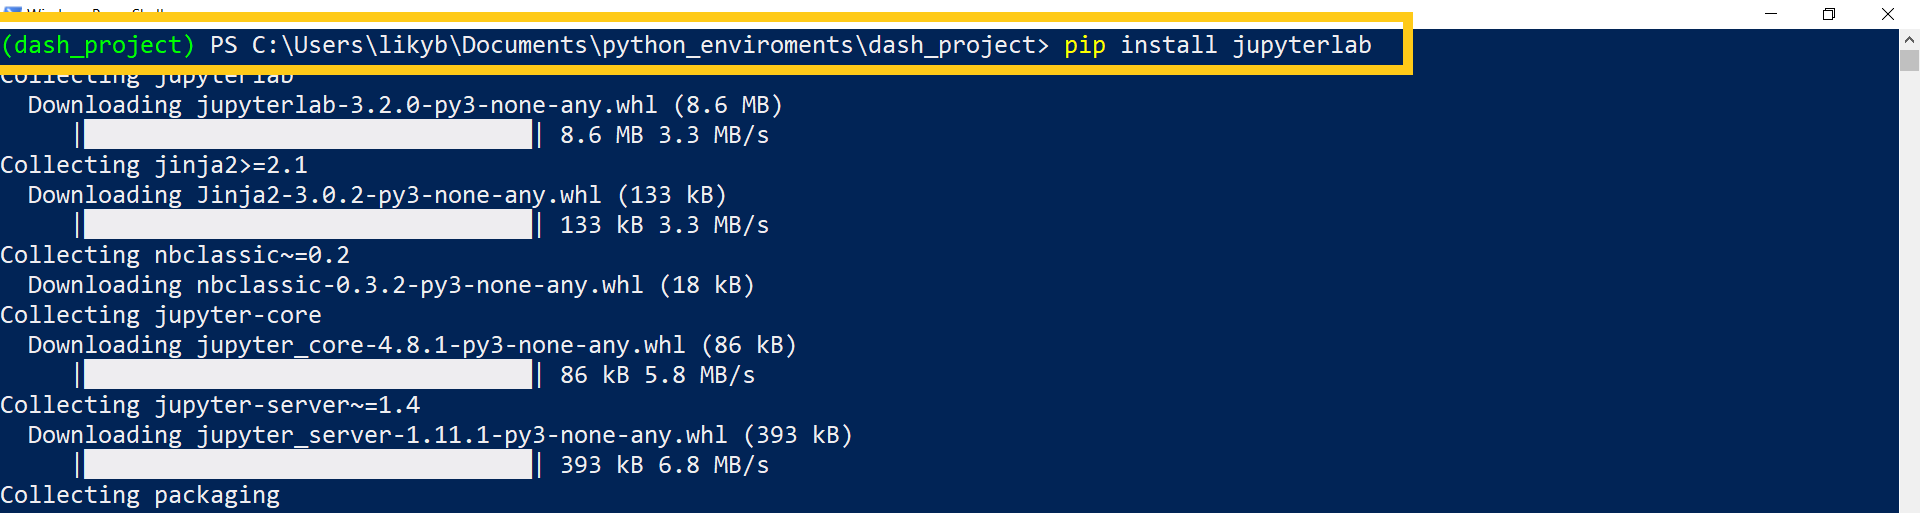 (dash_project) PS C:\Users\likyb\Documents\python_enviroments\dash_project> pip install jupyterlab
Collecting jupyterlab
Downloading jupyterlab-3.2.0-py3-none-any.whl (8.6 MB)
|████████████████████████████████| 8.6 MB 3.3 MB/s
Collecting jinja2>=2.1
Downloading Jinja2-3.0.2-py3-none-any.whl (133 kB)
|████████████████████████████████| 133 kB 3.3 MB/s
Collecting nbclassic~=0.2
Downloading nbclassic-0.3.2-py3-none-any.whl (18 kB)
Collecting jupyter-core
Downloading jupyter_core-4.8.1-py3-none-any.whl (86 kB)
|████████████████████████████████| 86 kB 5.8 MB/s
Collecting jupyter-server~=1.4
Downloading jupyter_server-1.11.1-py3-none-any.whl (393 kB)
|████████████████████████████████| 393 kB 6.8 MB/s
Collecting packaging